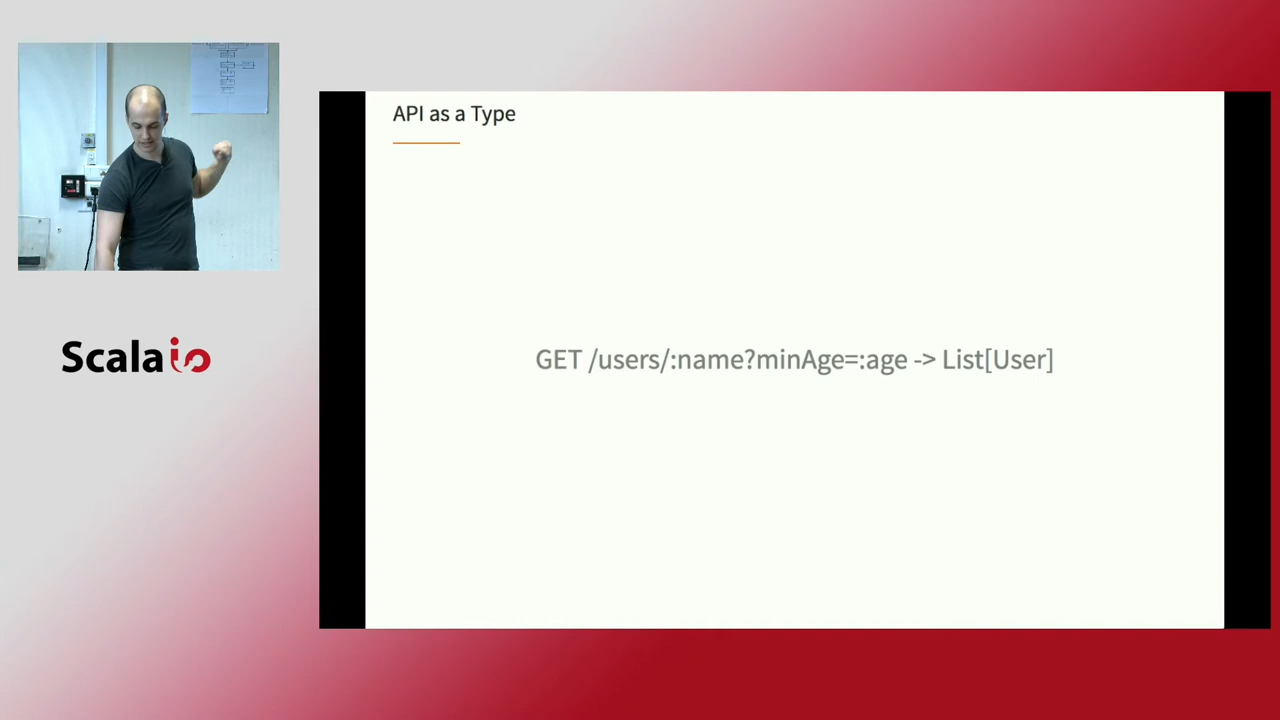 API as a Type
GET /users/:name?minAge=:age -> List[User]
Scala io